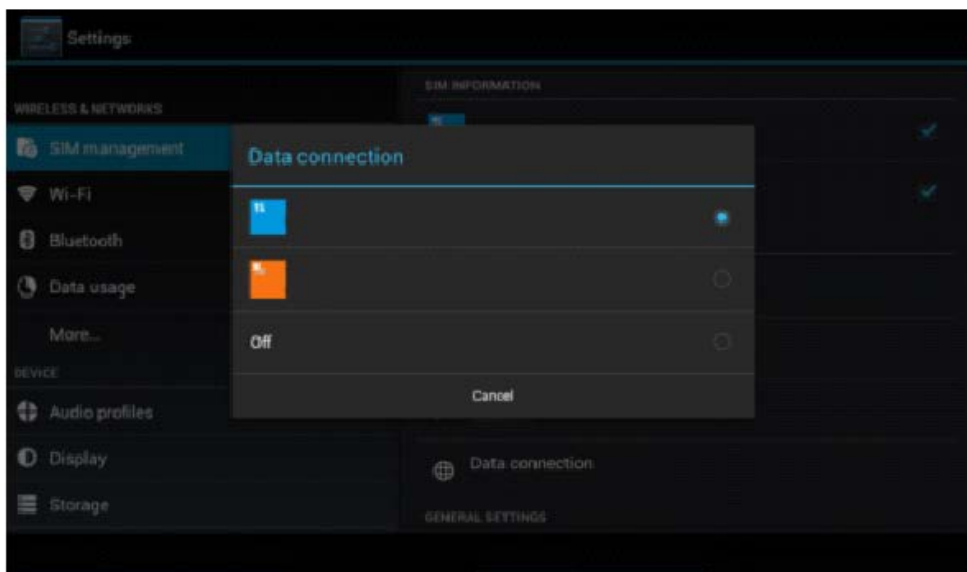 Settings
WIRELESS & NETWORKS
SIM management
Wi-Fi
Bluetooth
Data usage
More...
DEVICE
Audio profiles
Display
Storage
SIM INFORMATION
Data connection
Off
Cancel
Data connection
GENERAL SETTINGS